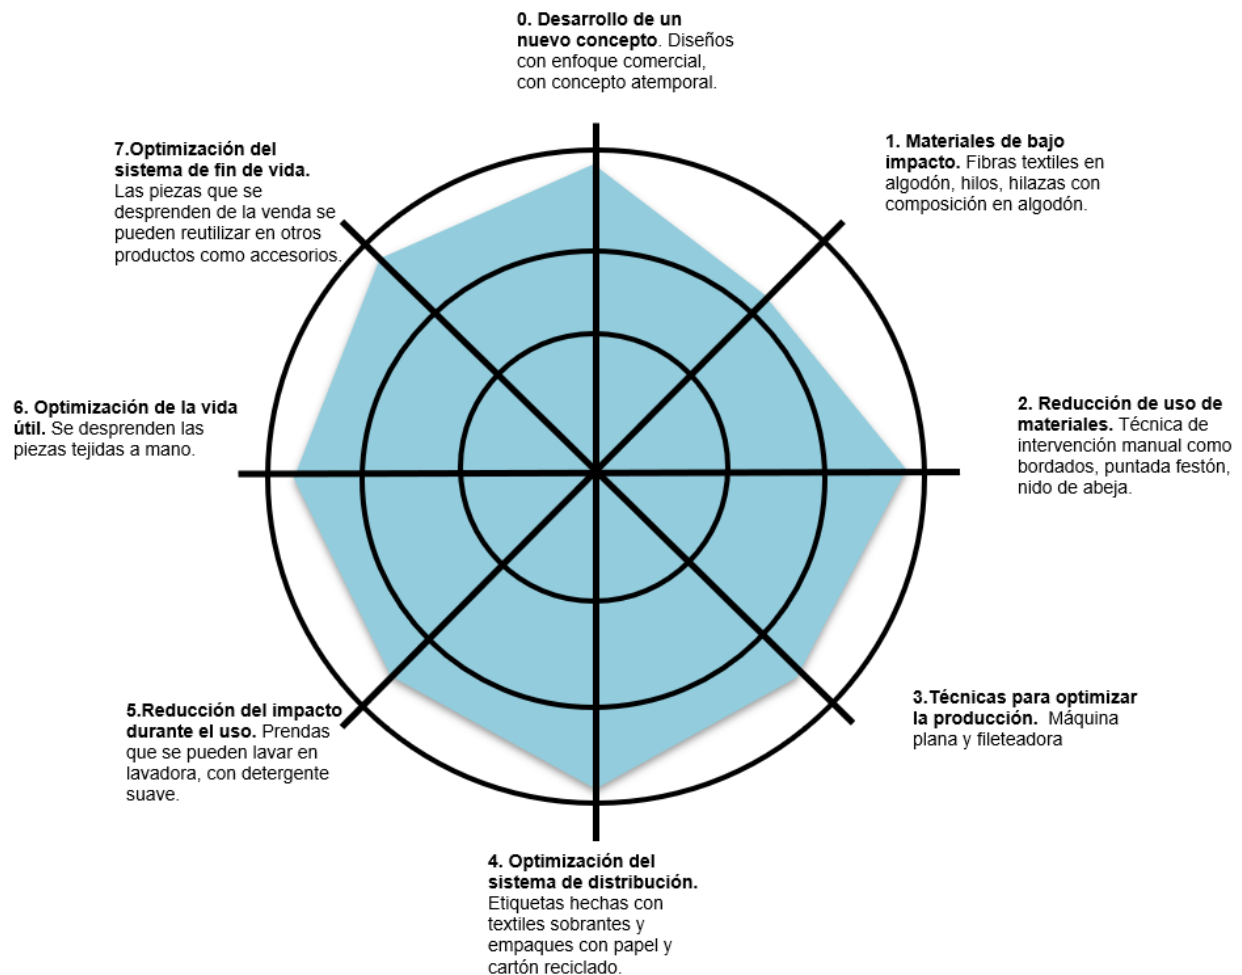 0. Desarrollo de un
nuevo concepto. Diseños
con enfoque comercial,
con concepto atemporal.
1. Materiales de bajo
impacto. Fibras textiles en
algodón, hilos, hilazas con
composición en algodón.
2. Reducción de uso de
materiales. Técnica de
intervención manual como
bordados, puntada festón,
nido de abeja.
3.Técnicas para optimizar
la producción. Máquina
plana y fileteadora
4. Optimización del
sistema de distribución.
Etiquetas hechas con
textiles sobrantes y
empaques con papel y
cartón reciclado.
5.Reducción del impacto
durante el uso. Prendas
que se pueden lavar en
lavadora, con detergente
suave.
6. Optimización de la vida
útil. Se desprenden las
piezas tejidas a mano.
7.Optimización del
sistema de fin de vida.
Las piezas que se
desprenden de la venda se
pueden reutilizar en otros
productos como accesorios.